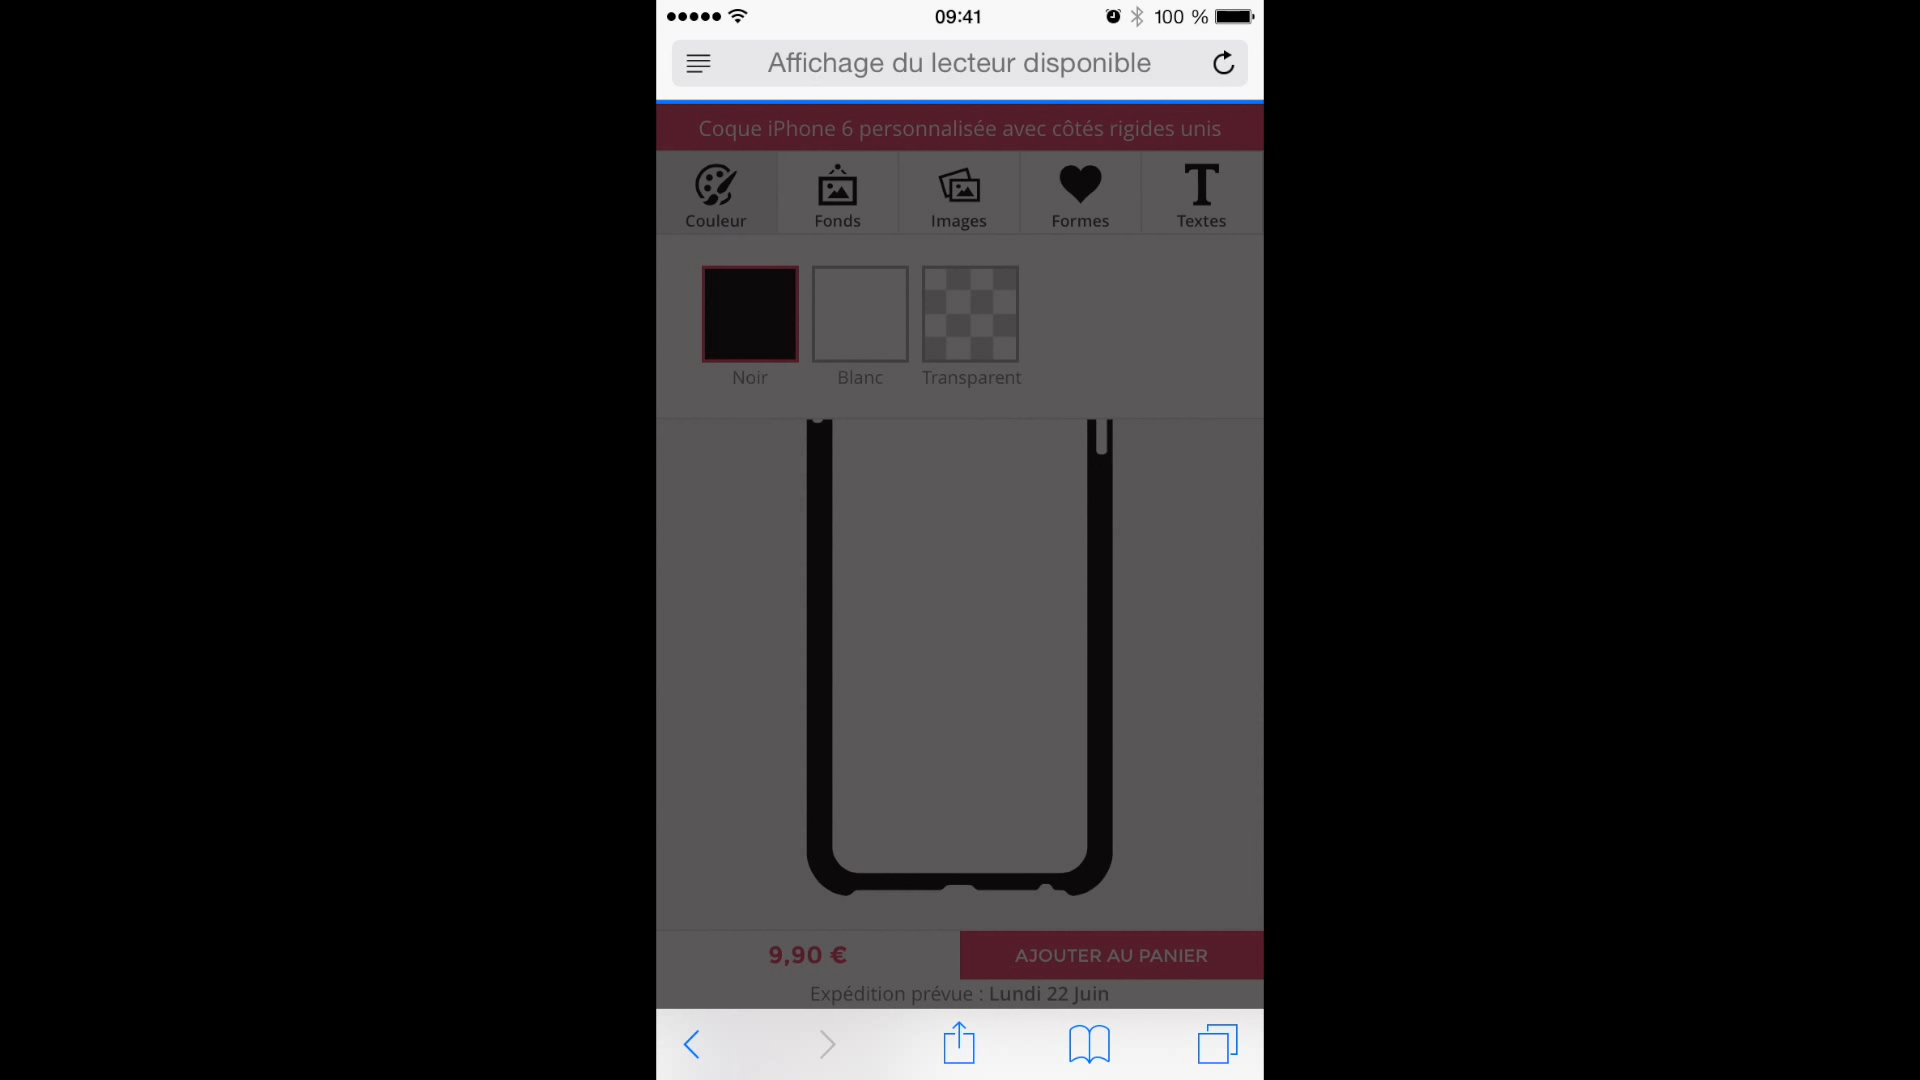 09:41
100 %
Affichage du lecteur disponible
Coque iPhone 6 personnalisée avec côtés rigides unis
Couleur
Fonds
Images
Formes
Textes
Noir
Blanc
Transparent
9,90 €
AJOUTER AU PANIER
Expédition prévue : Lundi 22 Juin